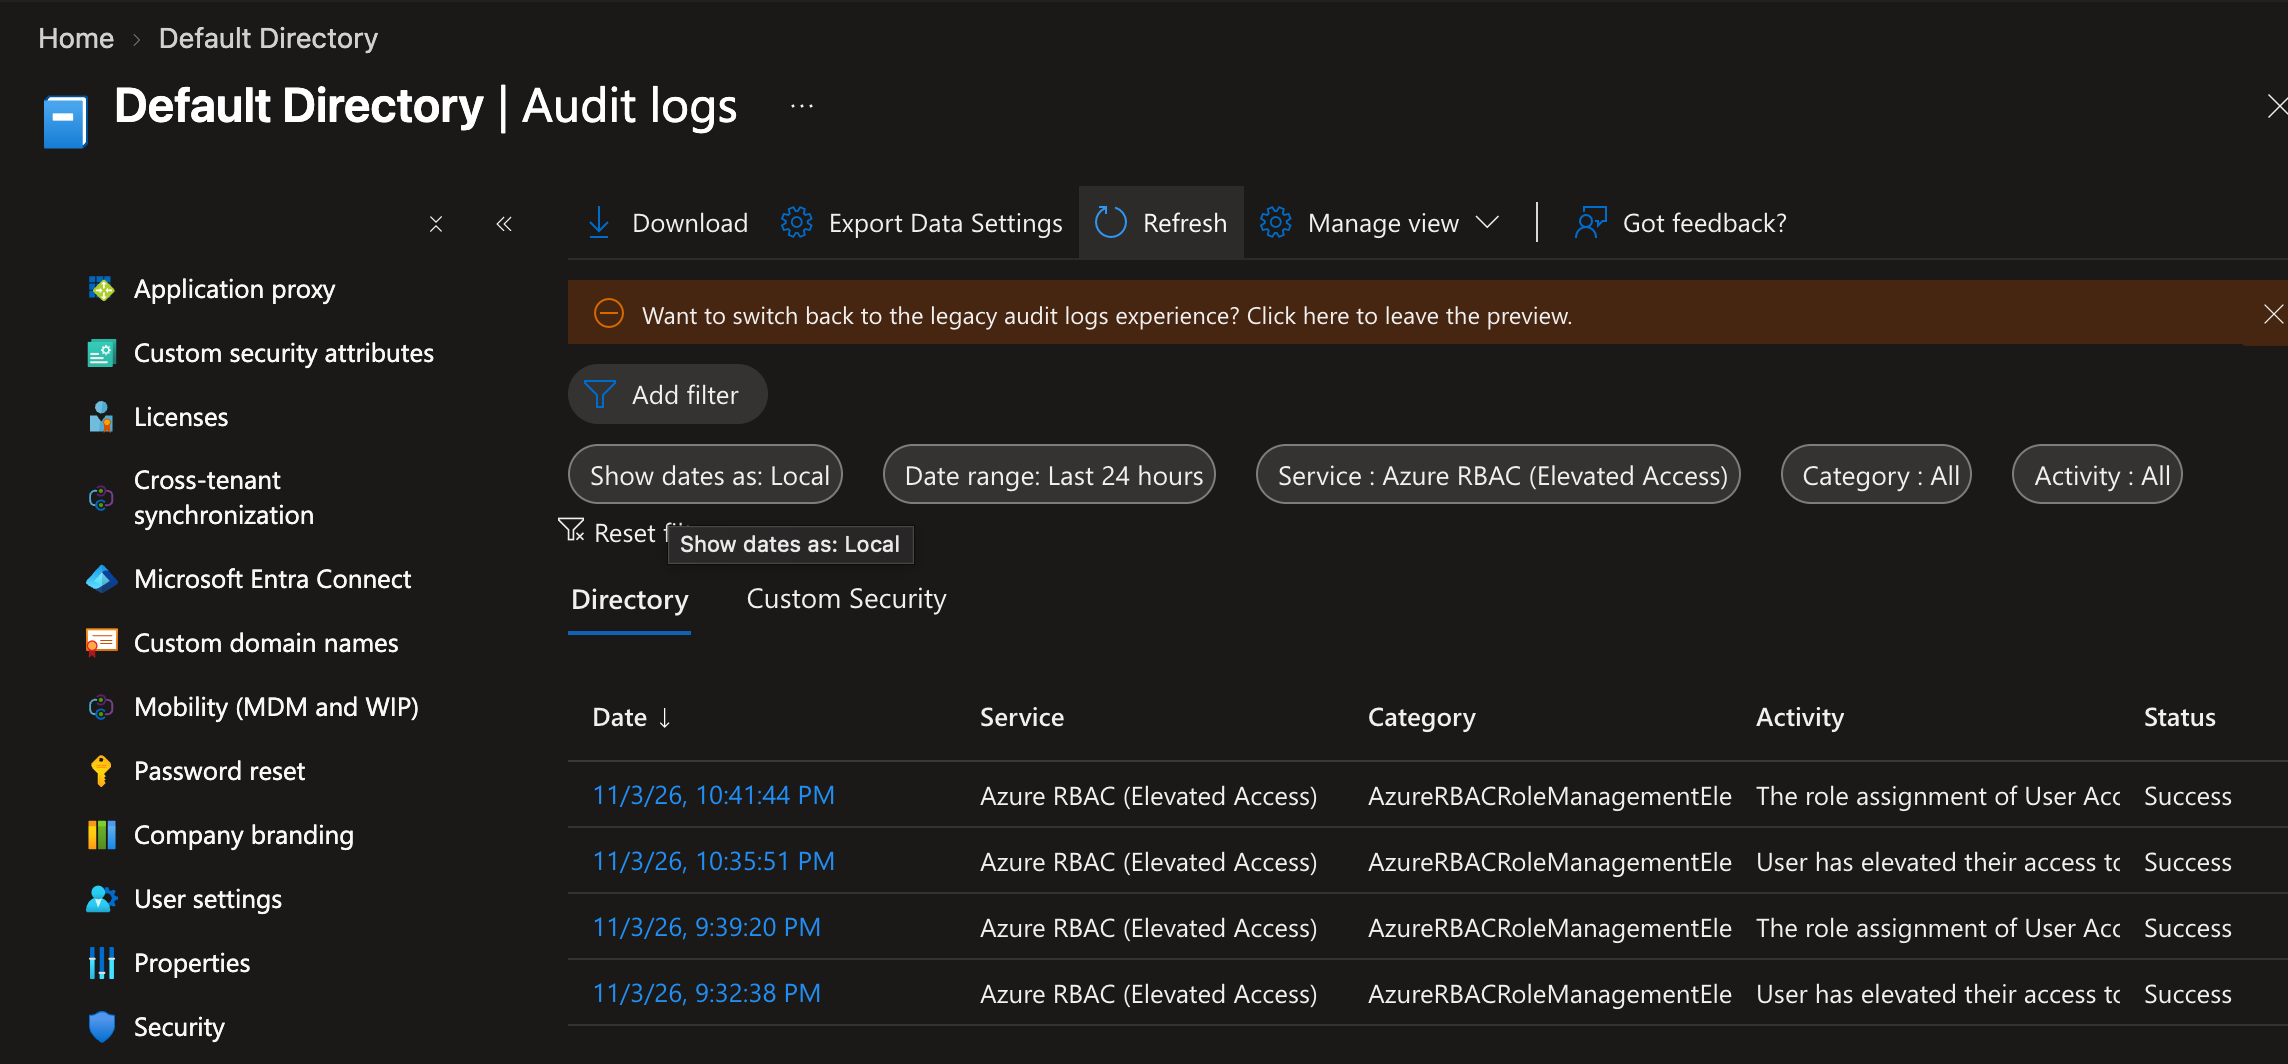 Home > Default Directory
Default Directory | Audit logs ...
Download Export Data Settings Refresh Manage view Got feedback?
Application proxy
Custom security attributes
Licenses
Cross-tenant
synchronization
Microsoft Entra Connect
Custom domain names
Mobility (MDM and WIP)
Password reset
Company branding
User settings
Properties
Security
Want to switch back to the legacy audit logs experience? Click here to leave the preview.
Add filter
Show dates as: Local Date range: Last 24 hours Service : Azure RBAC (Elevated Access) Category : All Activity : All
Reset
Show dates as: Local
Directory Custom Security
Date ↓ Service Category Activity Status
11/3/26, 10:41:44 PM Azure RBAC (Elevated Access) AzureRBACRoleManagementEle The role assignment of User Acc Success
11/3/26, 10:35:51 PM Azure RBAC (Elevated Access) AzureRBACRoleManagementEle User has elevated their access to Success
11/3/26, 9:39:20 PM Azure RBAC (Elevated Access) AzureRBACRoleManagementEle The role assignment of User Acc Success
11/3/26, 9:32:38 PM Azure RBAC (Elevated Access) AzureRBACRoleManagementEle User has elevated their access to Success